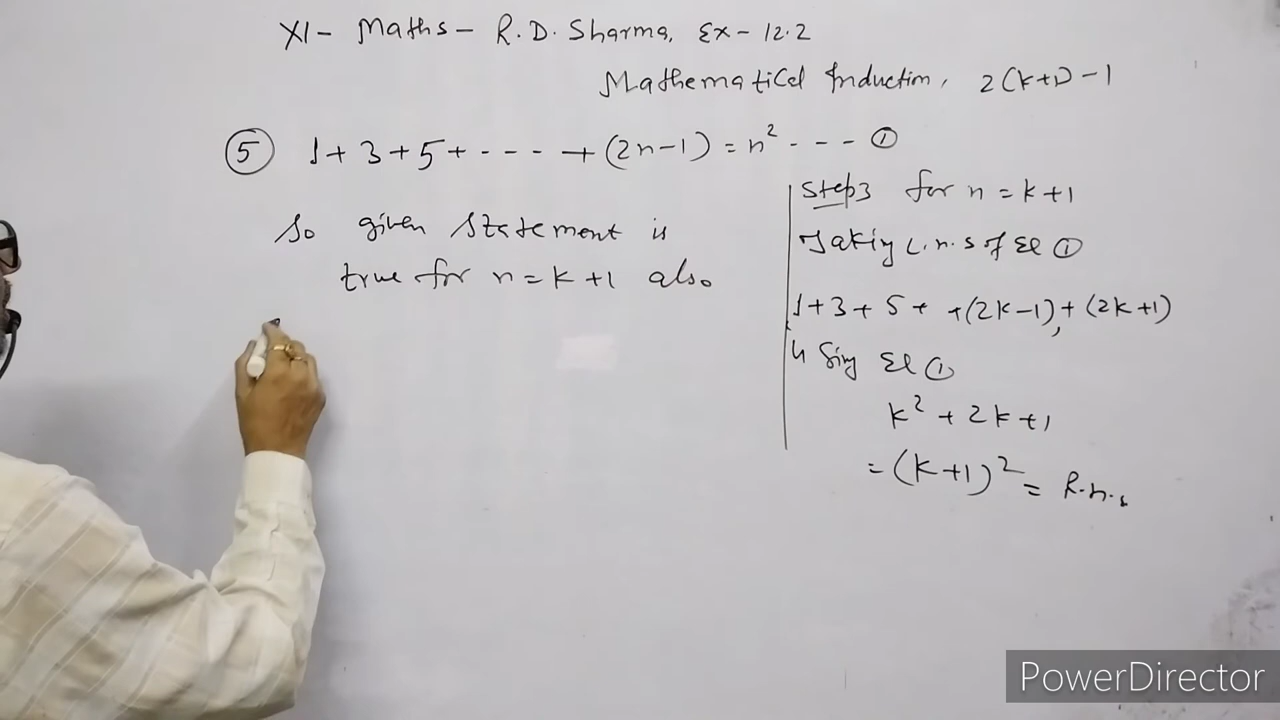 XI- Maths - R.D. Sharma, Ex - 12.2
Mathematical Induction, 2(k+1) - 1
⑤ 1+3+5+ - - - - +(2n-1) = n² - - - - ①
So given statement is
true for n = k+1 also
Step3 for n = k+1
Taking L.H.S of Eq ①
1+3+5+ +(2k-1), + (2k+1)
Using Eq ①
k² + 2k+1
= (k+1)² = R.H.S
PowerDirector